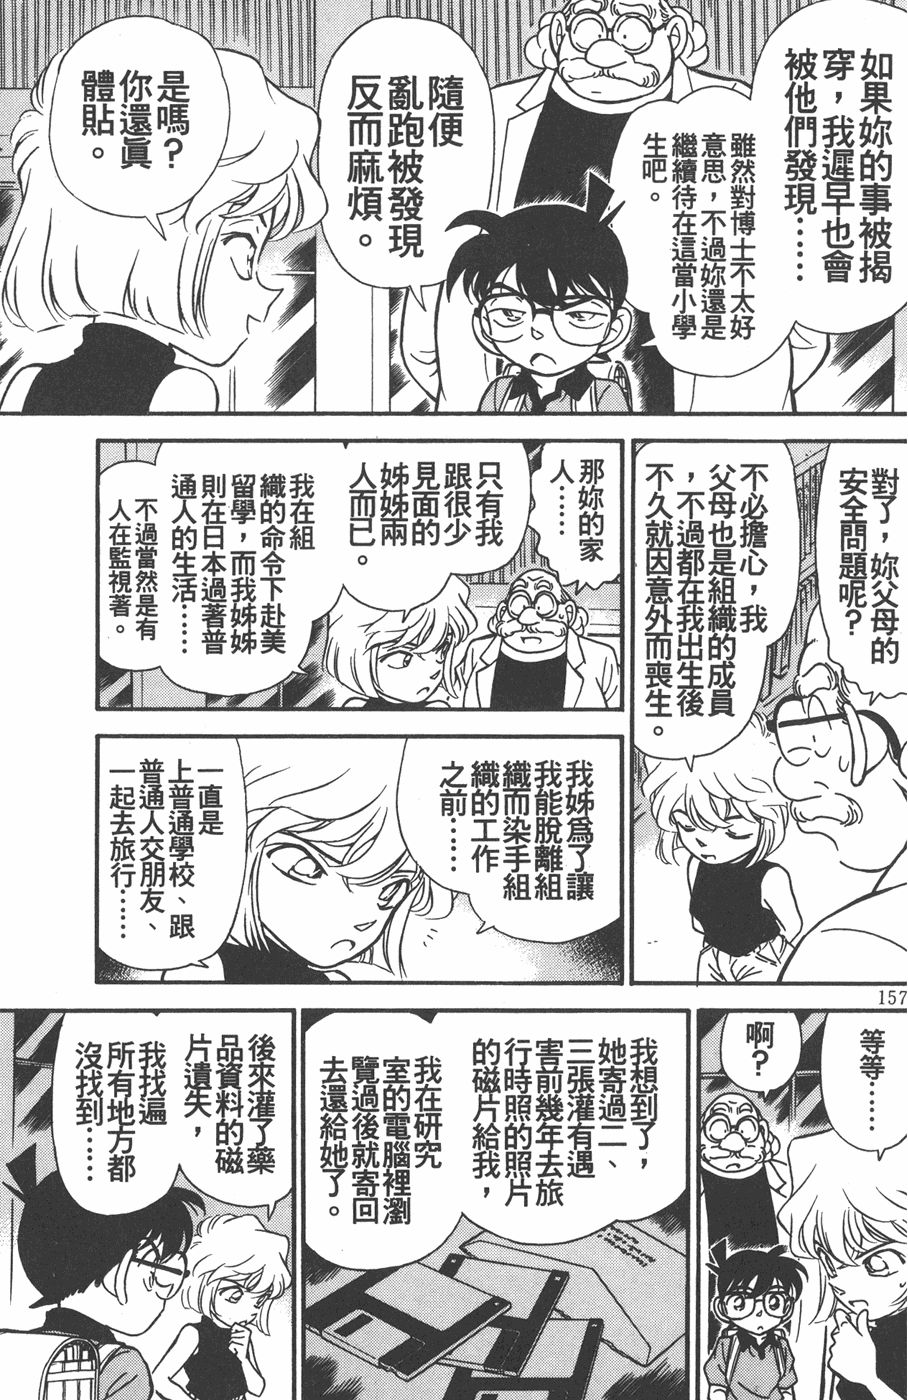 如果妳的事被揭
穿，我遲早也會
被他們發現……
雖然對博士不太好
意思，不過妳還是
繼續待在這當小學
生吧。
隨便
亂跑被發現
反而麻煩。
是嗎？
你還真
體貼。
對了，妳父母的
安全問題呢？
不必擔心，我
父母也是組織的成員
，不過都在我出生後
不久就因意外而喪生。
那妳的家
人……
只有我
跟很少
見面的
姊姊兩
人而已。
我在組
織的命令下赴美
留學，而我姊姊
則在日本過著普
通人的生活……
不過當然是有
人在監視著。
我姊為了讓
我能脫離組
織而染手組
織的工作
之前……
一直是
上普通學校、跟
普通人交朋友、
一起去旅行……
157
等等……
啊？
我想到了，
她寄過二、
三張灌有遇
害前幾年去旅
行時照的照片
的磁片給我，
我在研究
室的電腦裡瀏
覽過後就寄回
去還給她了。
後來灌了藥
品資料的磁
片遺失，
我找遍
所有地方都
沒找到……